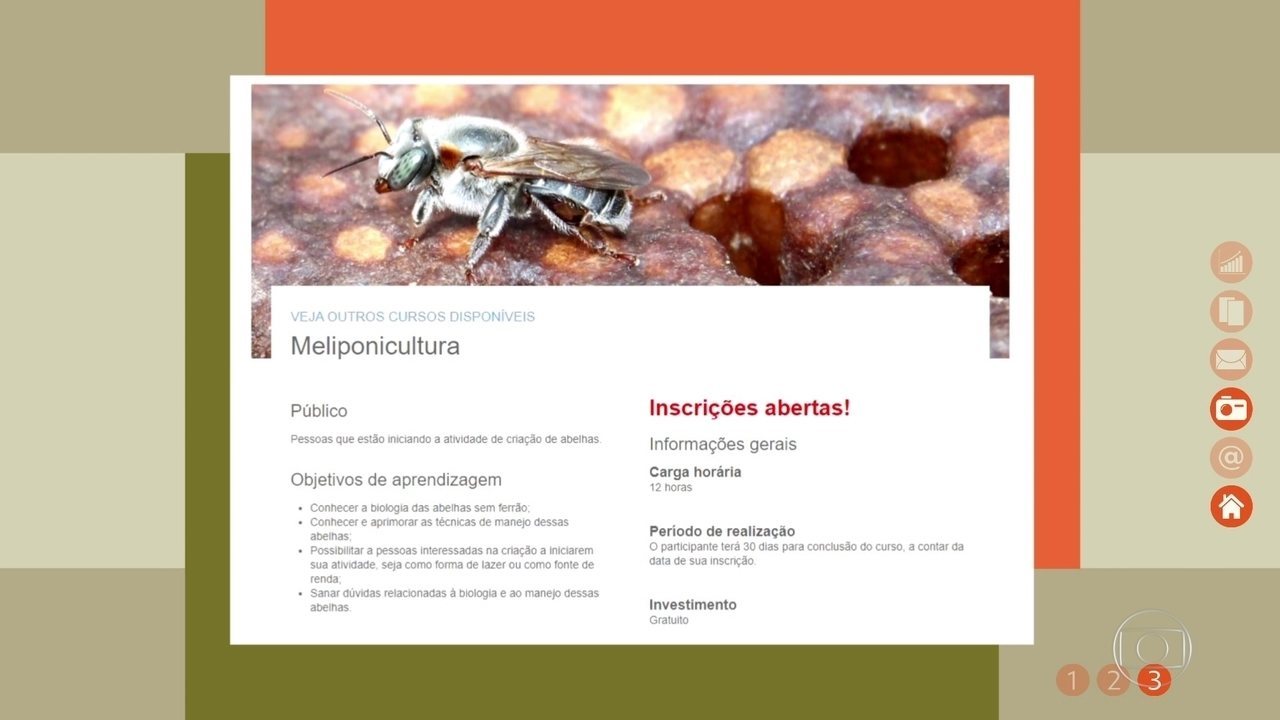 VEJA OUTROS CURSOS DISPONÍVEIS
Meliponicultura
Público
Pessoas que estão iniciando a atividade de criação de abelhas.
Objetivos de aprendizagem
• Conhecer a biologia das abelhas sem ferrão;
• Conhecer e aprimorar as técnicas de manejo dessas
abelhas;
• Possibilitar a pessoas interessadas na criação a iniciarem
sua atividade, seja como forma de lazer ou como fonte de
renda;
• Sanar dúvidas relacionadas à biologia e ao manejo dessas
abelhas.
Inscrições abertas!
Informações gerais
Carga horária
12 horas
Período de realização
O participante terá 30 dias para conclusão do curso, a contar da
data de sua inscrição.
Investimento
Gratuito
@
1 2 3